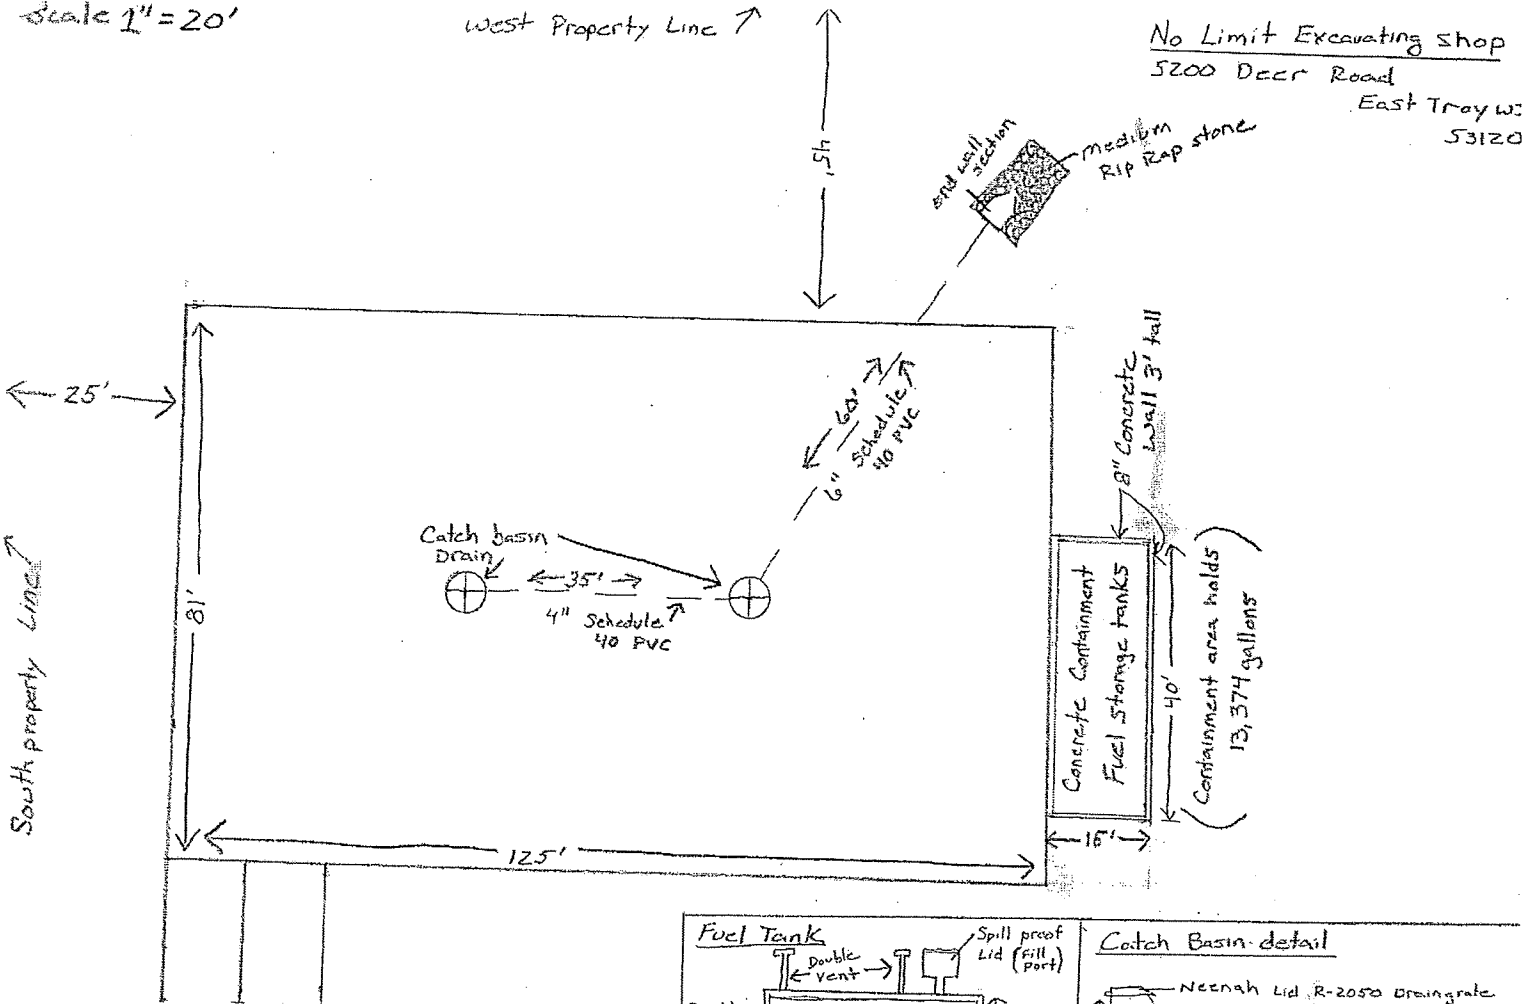 Scale 1"=20'
West Property Line
No Limit Excavating Shop
5200 Deer Road
East Troy WI
53120
45'
end wall
section
medium
Rip Rap stone
25'
South property Line
81'
Catch basin
Drain
35'
4" Schedule
40 PVC
60'
6" Schedule
40 PVC
8" Concrete
Wall 3' tall
Concrete Containment
Fuel Storage tanks
40'
(Containment area holds
13,374 gallons)
16'
125'
Fuel Tank
Double
vent
Spill proof
Lid (Fill
Port)
Catch Basin detail
Neenah Lid R-2050 Draingrate